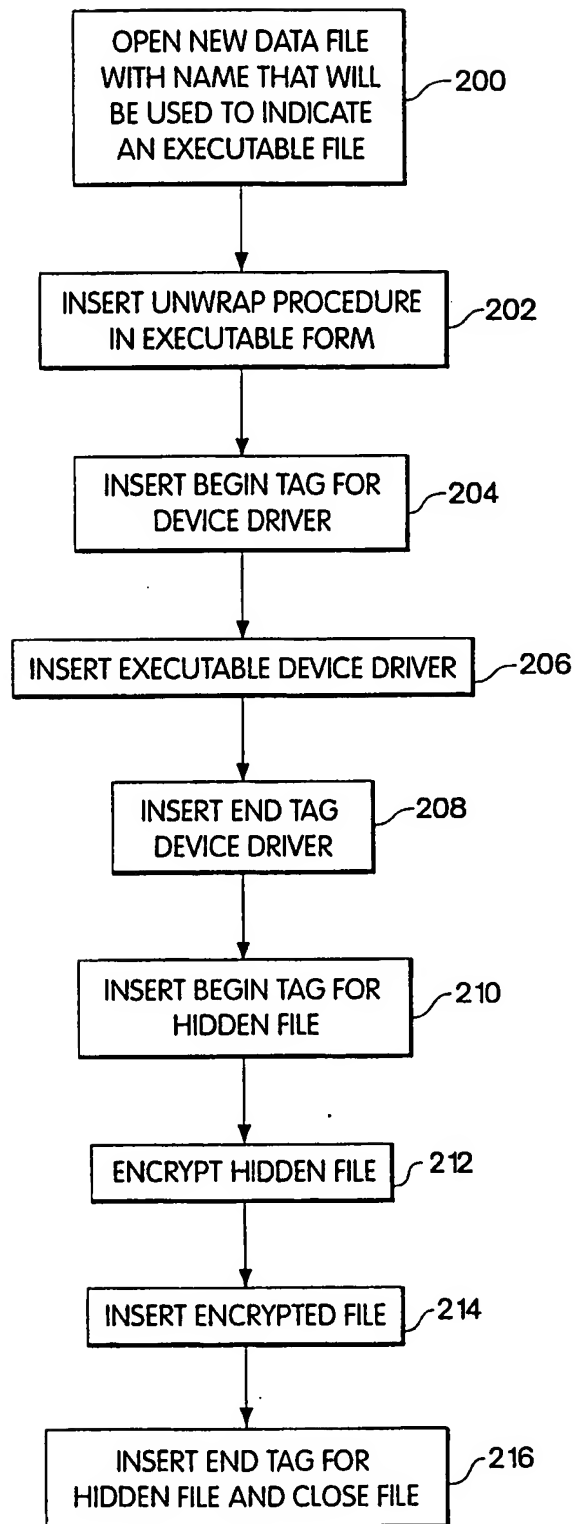 OPEN NEW DATA FILE
WITH NAME THAT WILL
BE USED TO INDICATE
AN EXECUTABLE FILE
200
INSERT UNWRAP PROCEDURE
IN EXECUTABLE FORM
202
INSERT BEGIN TAG FOR
DEVICE DRIVER
204
INSERT EXECUTABLE DEVICE DRIVER
206
INSERT END TAG
DEVICE DRIVER
208
INSERT BEGIN TAG FOR
HIDDEN FILE
210
ENCRYPT HIDDEN FILE
212
INSERT ENCRYPTED FILE
214
INSERT END TAG FOR
HIDDEN FILE AND CLOSE FILE
216